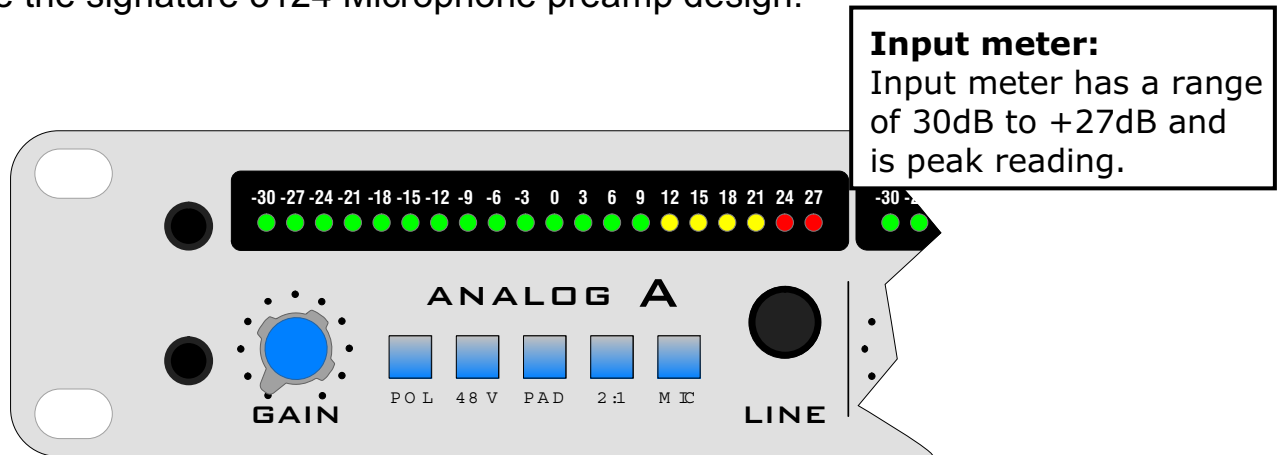 the signature 6124 Microphone preamp design.
Input meter:
Input meter has a range
of 30dB to +27dB and
is peak reading.
-30 -27 -24 -21 -18 -15 -12 -9 -6 -3 0 3 6 9 12 15 18 21 24 27
-30
ANALOG A
POL 48V PAD 2:1 MIC
GAIN LINE